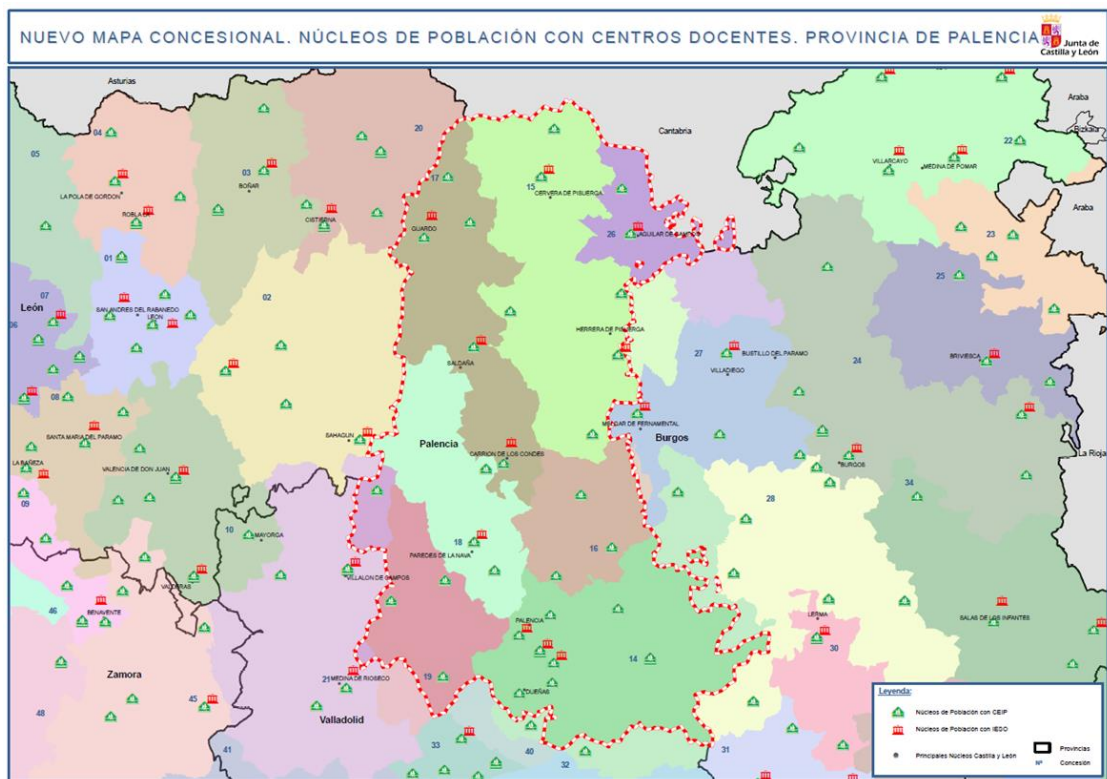 NUEVO MAPA CONCESIONAL. NÚCLEOS DE POBLACIÓN CON CENTROS DOCENTES. PROVINCIA DE PALENCIA
Junta de
Castilla y León
Asturias
Cantabria
Araba
Bizkaia
Araba
04
20
22
05
03
17
15
VILLARCAYO
MEDINA DE POMAR
LA POLA DE GORDON
BOÑAR
CERVERA DE PISUERGA
ROBLA, LA
CISTIERNA
GUARDO
26
AGUILAR DE CAMPOS
23
01
25
07
02
León
SAN ANDRES DEL RABANEDO
LEON
06
HERRERA DE PISUERGA
27
BUSTILLO DEL PARAMO
24
BRIVIESCA
SALDAÑA
VILLADIEGO
08
SANTA MARIA DEL PARAMO
SAHAGUN
Palencia
MELGAR DE FERNAMENTAL
Burgos
LA BAÑEZA
VALENCIA DE DON JUAN
CARRION DE LOS CONDES
BURGOS
La Rioja
34
09
28
10
MAYORGA
18
16
PAREDES DE LA NAVA
VILLALON DE CAMPOS
VALDERAS
46
BENAVENTE
PALENCIA
LERMA
SALAS DE LOS INFANTES
30
14
Zamora
21
MEDINA DE RIOSECO
19
DUEÑAS
45
48
Valladolid
33
40
41
32
31
Leyenda:
Núcleos de Población con CEIP
Núcleos de Población con IEDO
Principales Núcleos Castilla y León
Provincias
Nº
Concesión